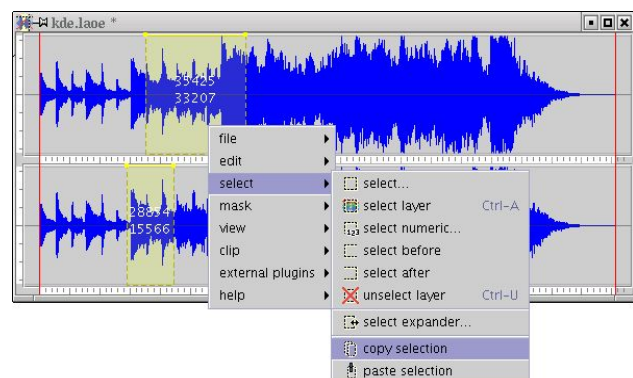 kde.laoe *
35425
33207
28854
15566
file
edit
select
mask
view
clip
external plugins
help
select...
select layer Ctrl-A
select numeric...
select before
select after
unselect layer Ctrl-U
select expander...
copy selection
paste selection